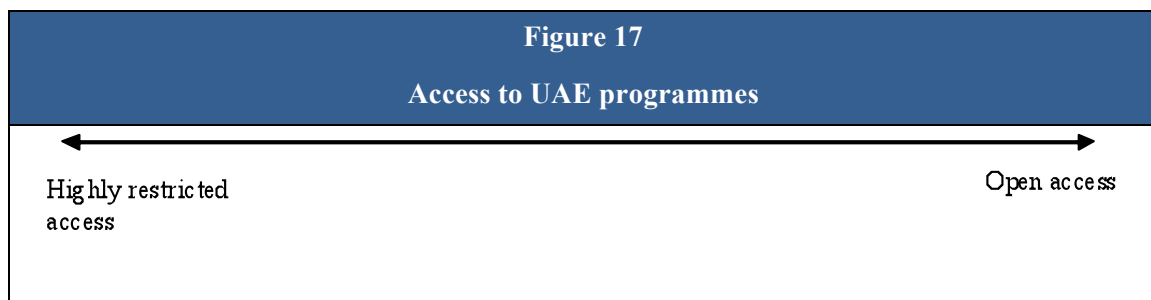 Figure 17
Access to UAE programmes
Highly restricted
access
Open access